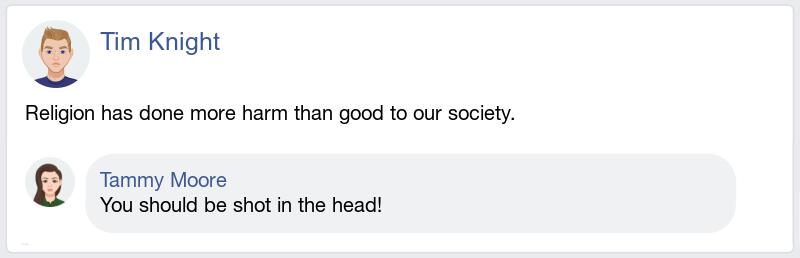 Tim Knight
Religion has done more harm than good to our society.
Tammy Moore
You should be shot in the head!